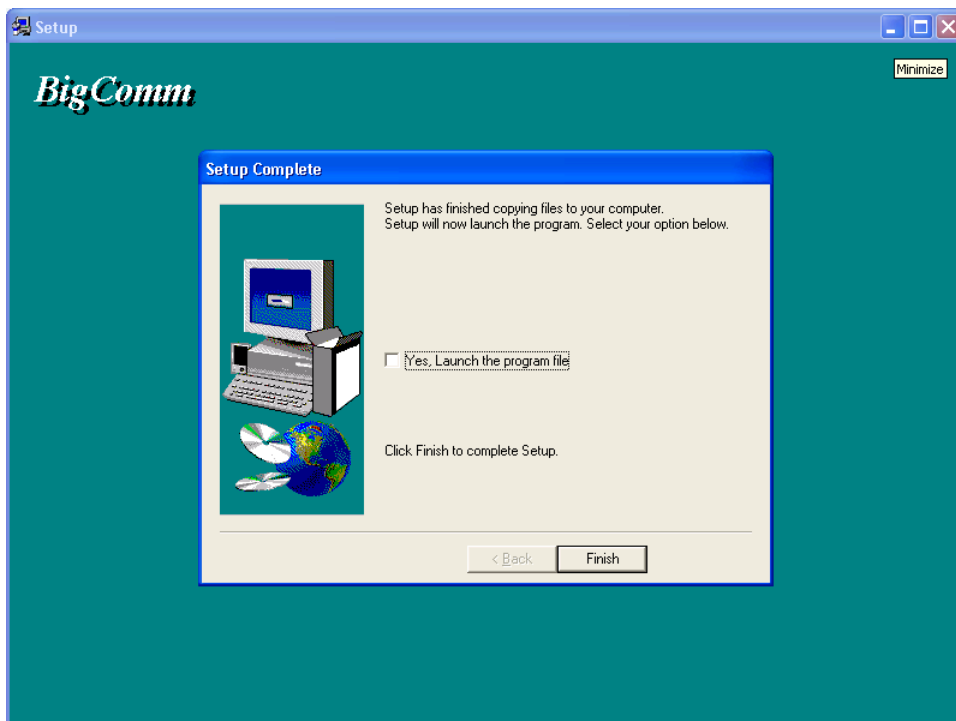 Setup
Minimize
BigComm
Setup Complete
Setup has finished copying files to your computer.
Setup will now launch the program. Select your option below.
Yes, Launch the program file
Click Finish to complete Setup.
< Back
Finish